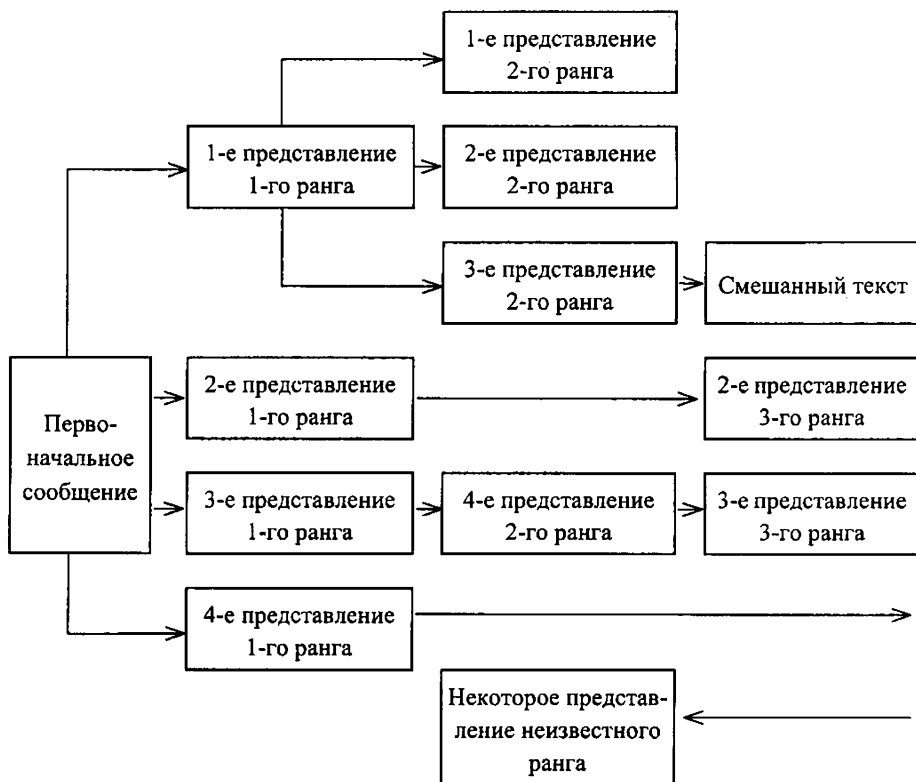 1-е представление
2-го ранга
1-е представление
1-го ранга
2-е представление
2-го ранга
3-е представление
2-го ранга
Смешанный текст
Перво-
начальное
сообщение
2-е представление
1-го ранга
2-е представление
3-го ранга
3-е представление
1-го ранга
4-е представление
2-го ранга
3-е представление
3-го ранга
4-е представление
1-го ранга
Некоторое представ-
ление неизвестного
ранга